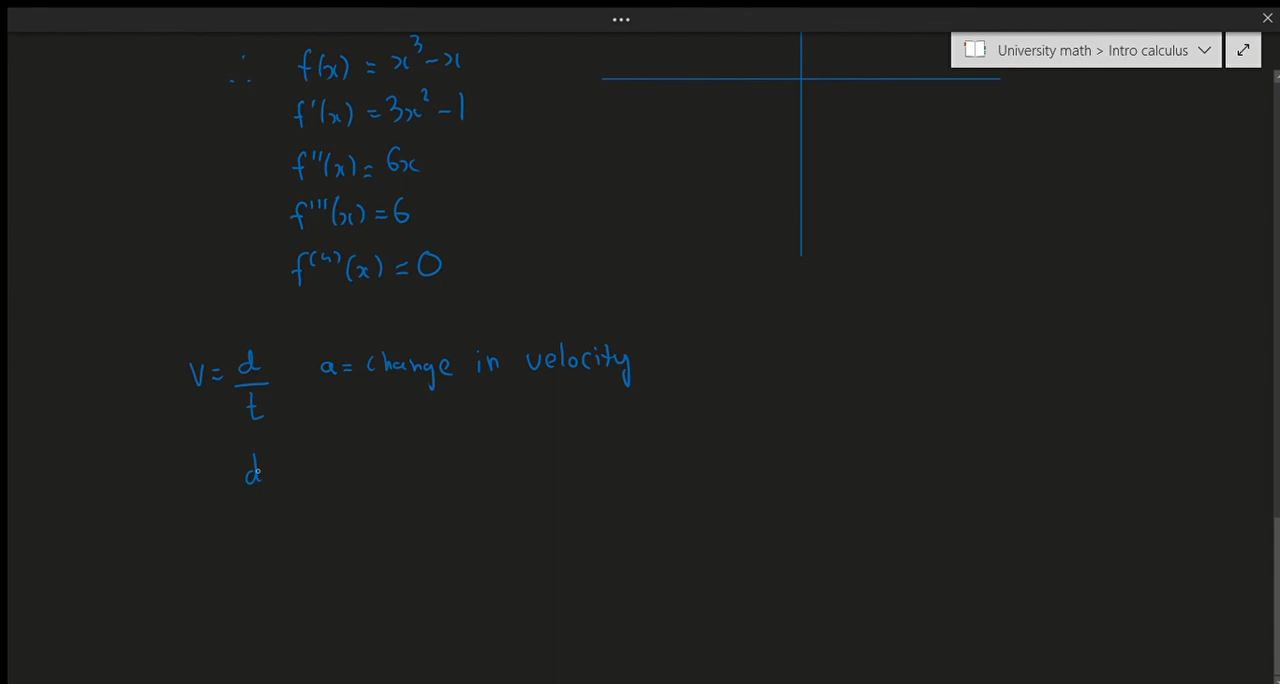 ...
University math > Intro calculus
∴ f(x) = x³ - x
f'(x) = 3x² - 1
f''(x) = 6x
f'''(x) = 6
f⁽⁴⁾(x) = 0
V = d/t a = change in velocity
d